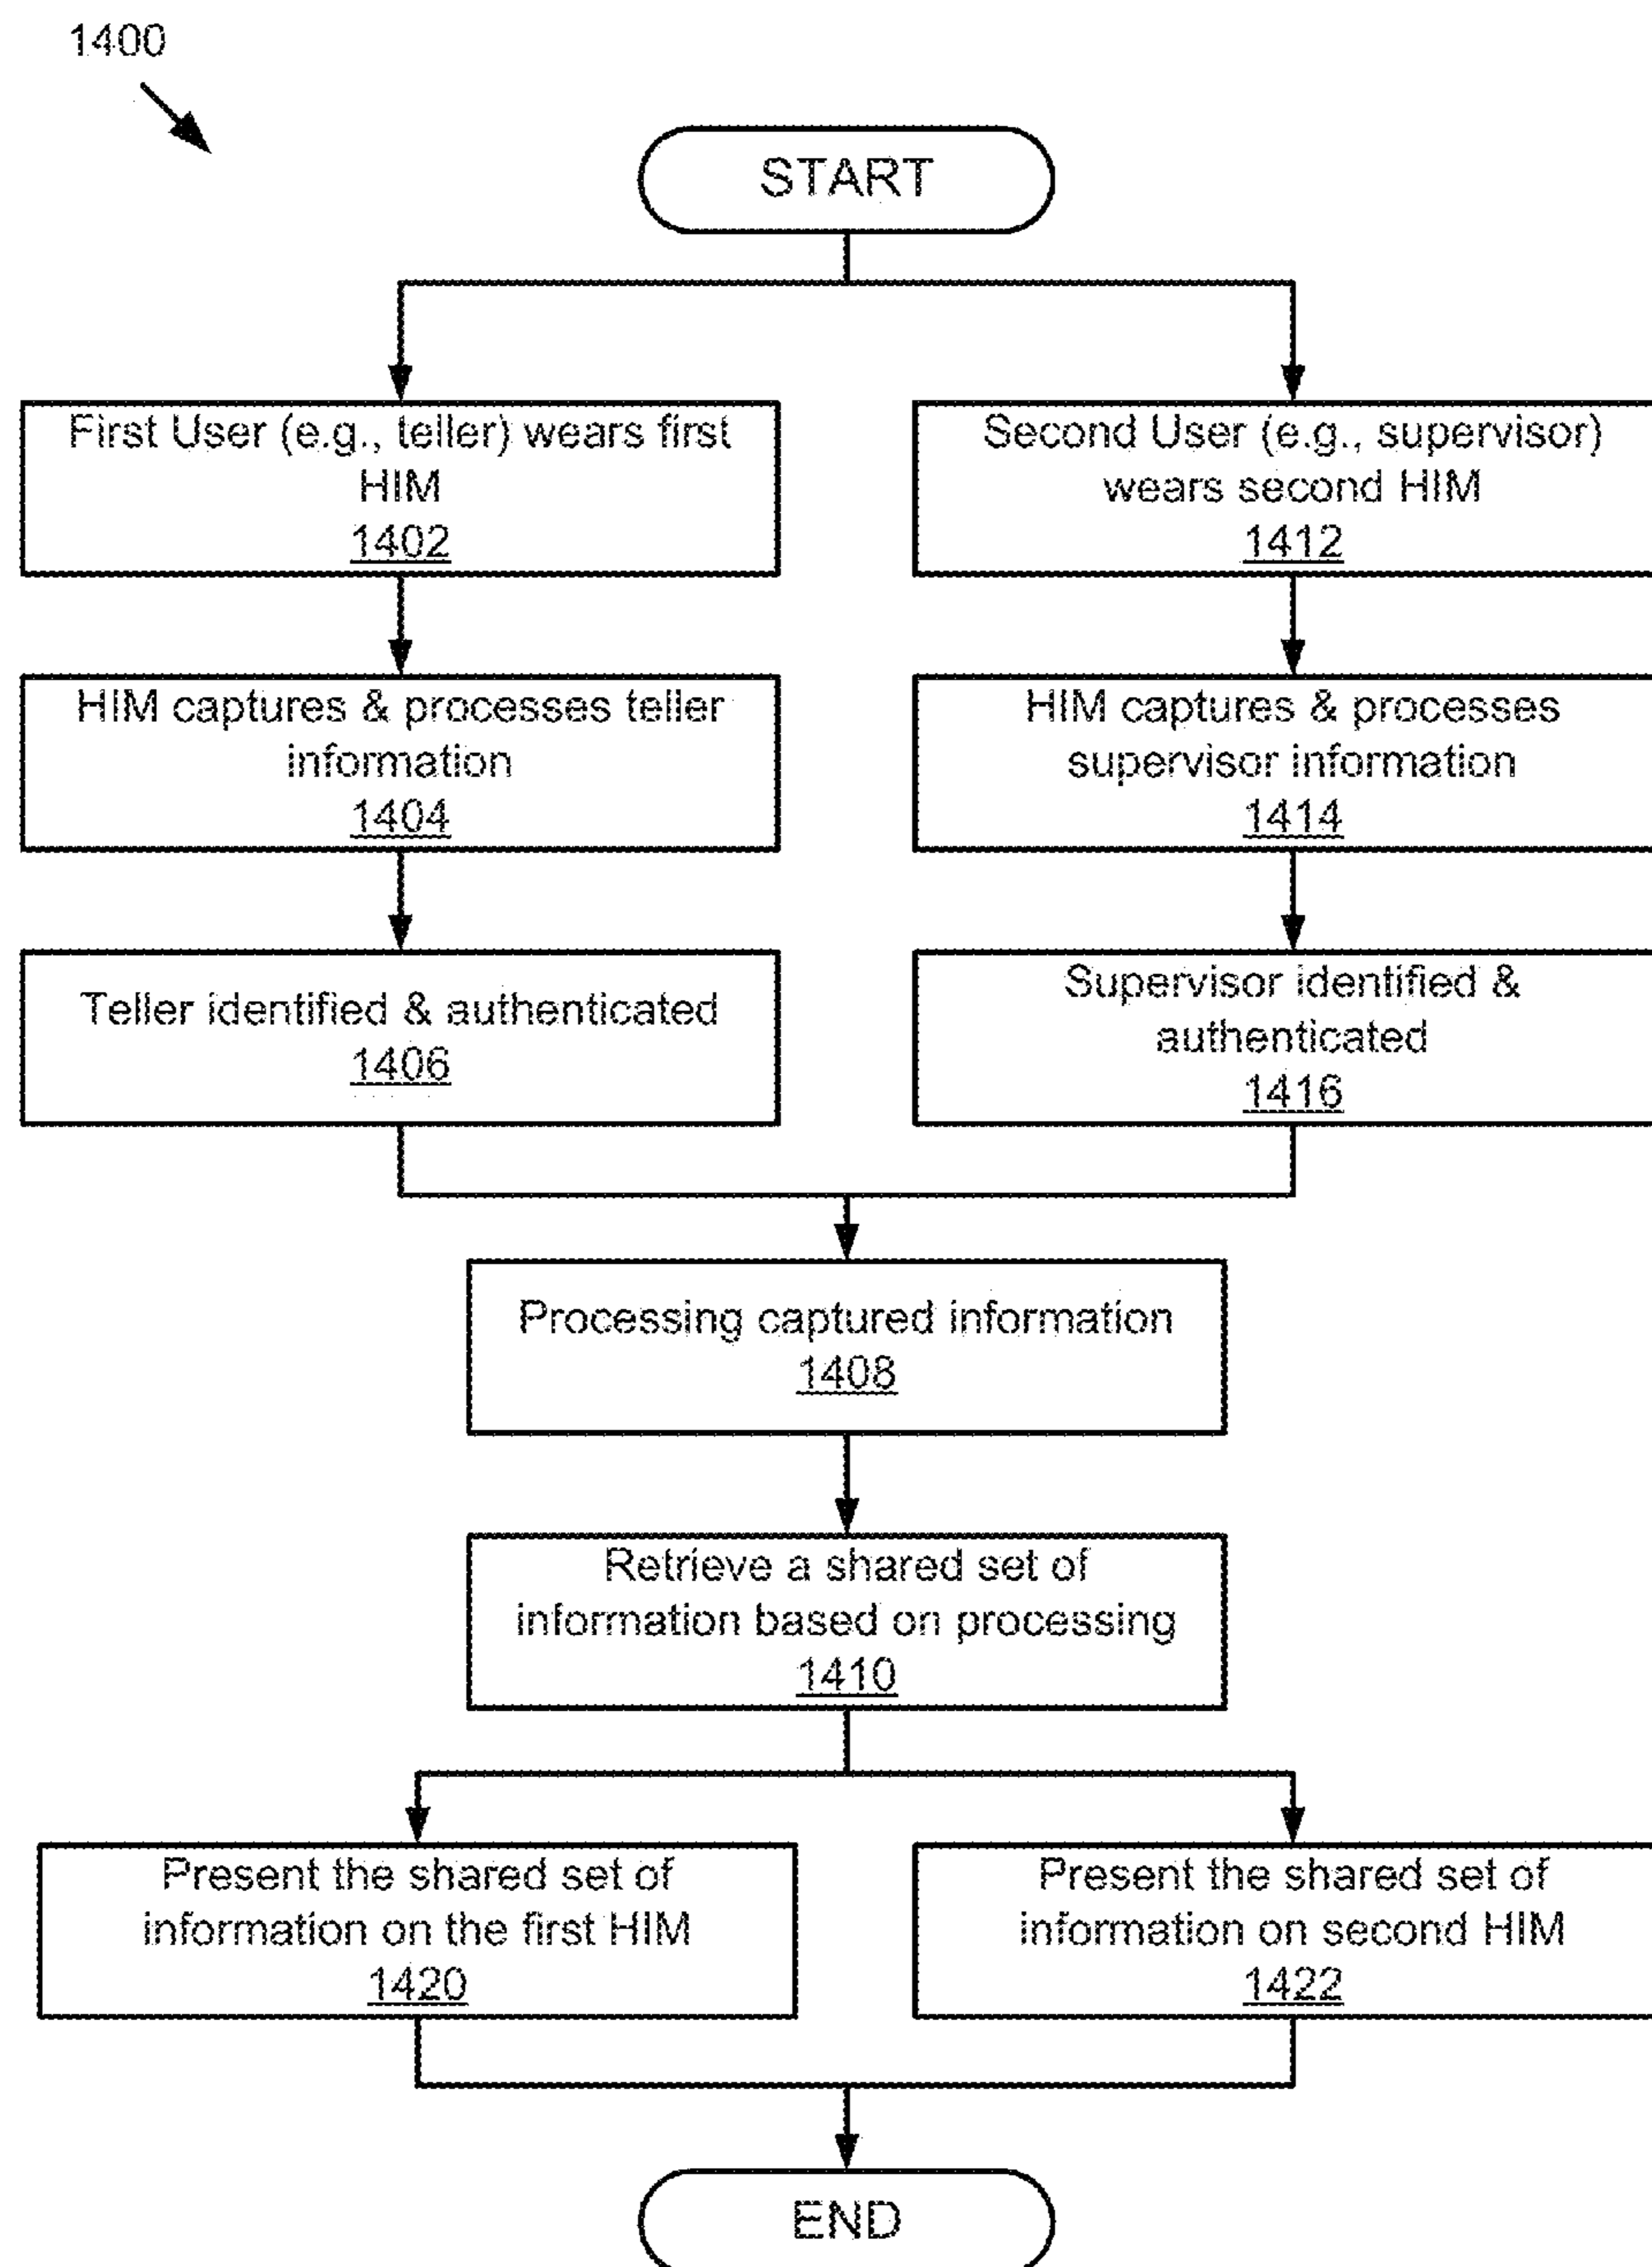 1400
START
First User (e.g., teller) wears first
HIM
1402
Second User (e.g., supervisor)
wears second HIM
1412
HIM captures & processes teller
information
1404
HIM captures & processes
supervisor information
1414
Teller identified & authenticated
1406
Supervisor identified &
authenticated
1416
Processing captured information
1408
Retrieve a shared set of
information based on processing
1410
Present the shared set of
information on the first HIM
1420
Present the shared set of
information on second HIM
1422
END